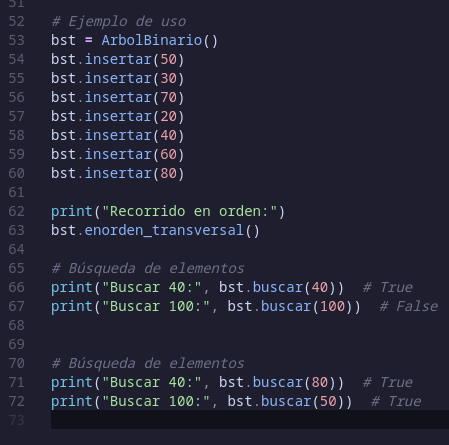 51
52 # Ejemplo de uso
53 bst = ArbolBinario()
54 bst.insertar(50)
55 bst.insertar(30)
56 bst.insertar(70)
57 bst.insertar(20)
58 bst.insertar(40)
59 bst.insertar(60)
60 bst.insertar(80)
61
62 print("Recorrido en orden:")
63 bst.enorden_transversal()
64
65 # Búsqueda de elementos
66 print("Buscar 40:", bst.buscar(40))  # True
67 print("Buscar 100:", bst.buscar(100))  # False
68
69
70 # Búsqueda de elementos
71 print("Buscar 40:", bst.buscar(80))  # True
72 print("Buscar 100:", bst.buscar(50))  # True
73